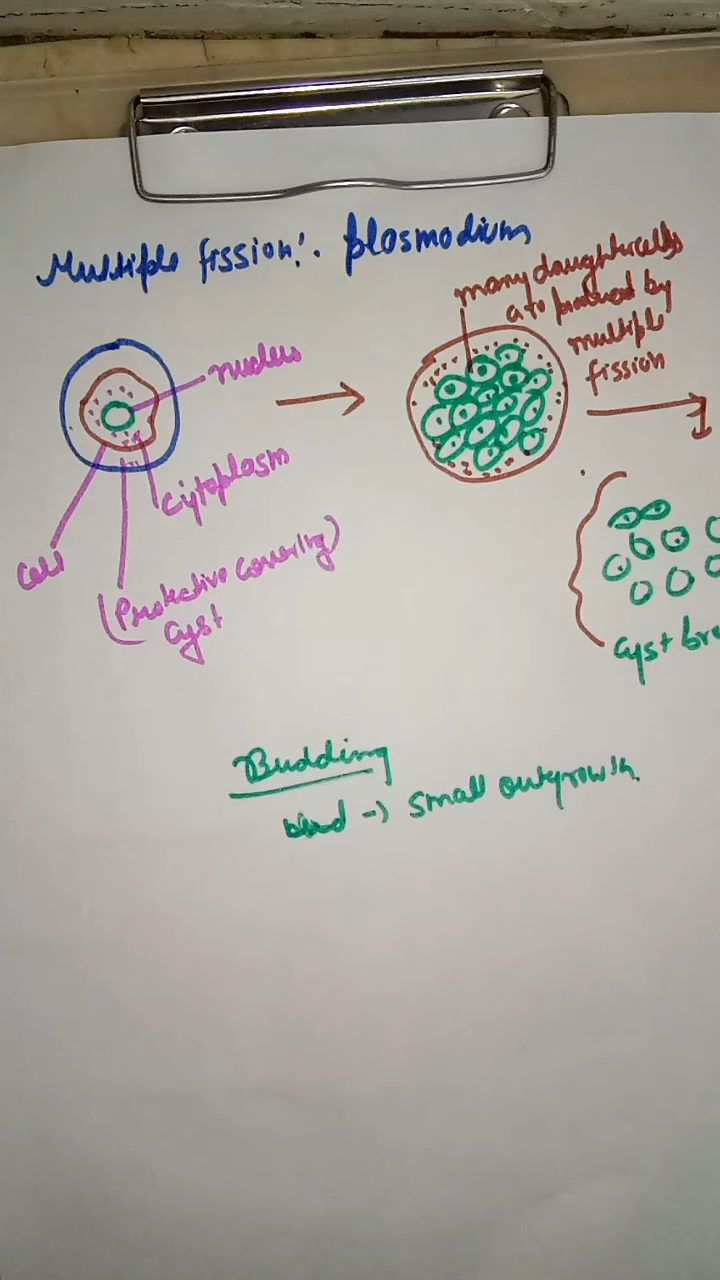 Multiple fission:. plasmodium
many daughter cells
are produced by
multiple
fission
nucleus
cytoplasm
Cell
(Protective covering)
Cyst
Cyst bre
Budding
bud -> small outgrowth.